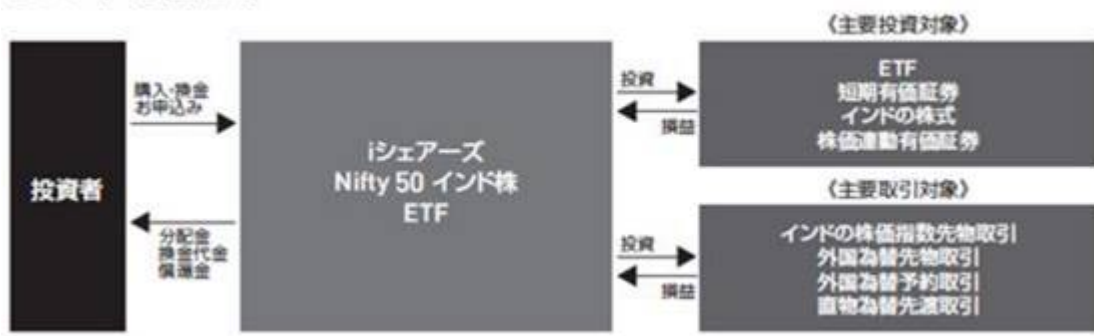 投資者
購入・換金
お申込み
分配金
換金代金
償還金
iシェアーズ
Nifty 50 インド株
ETF
投資
損益
《主要投資対象》
ETF
短期有価証券
インドの株式
株価連動有価証券
投資
損益
《主要取引対象》
インドの株価指数先物取引
外国為替先物取引
外国為替予約取引
直物為替先渡取引